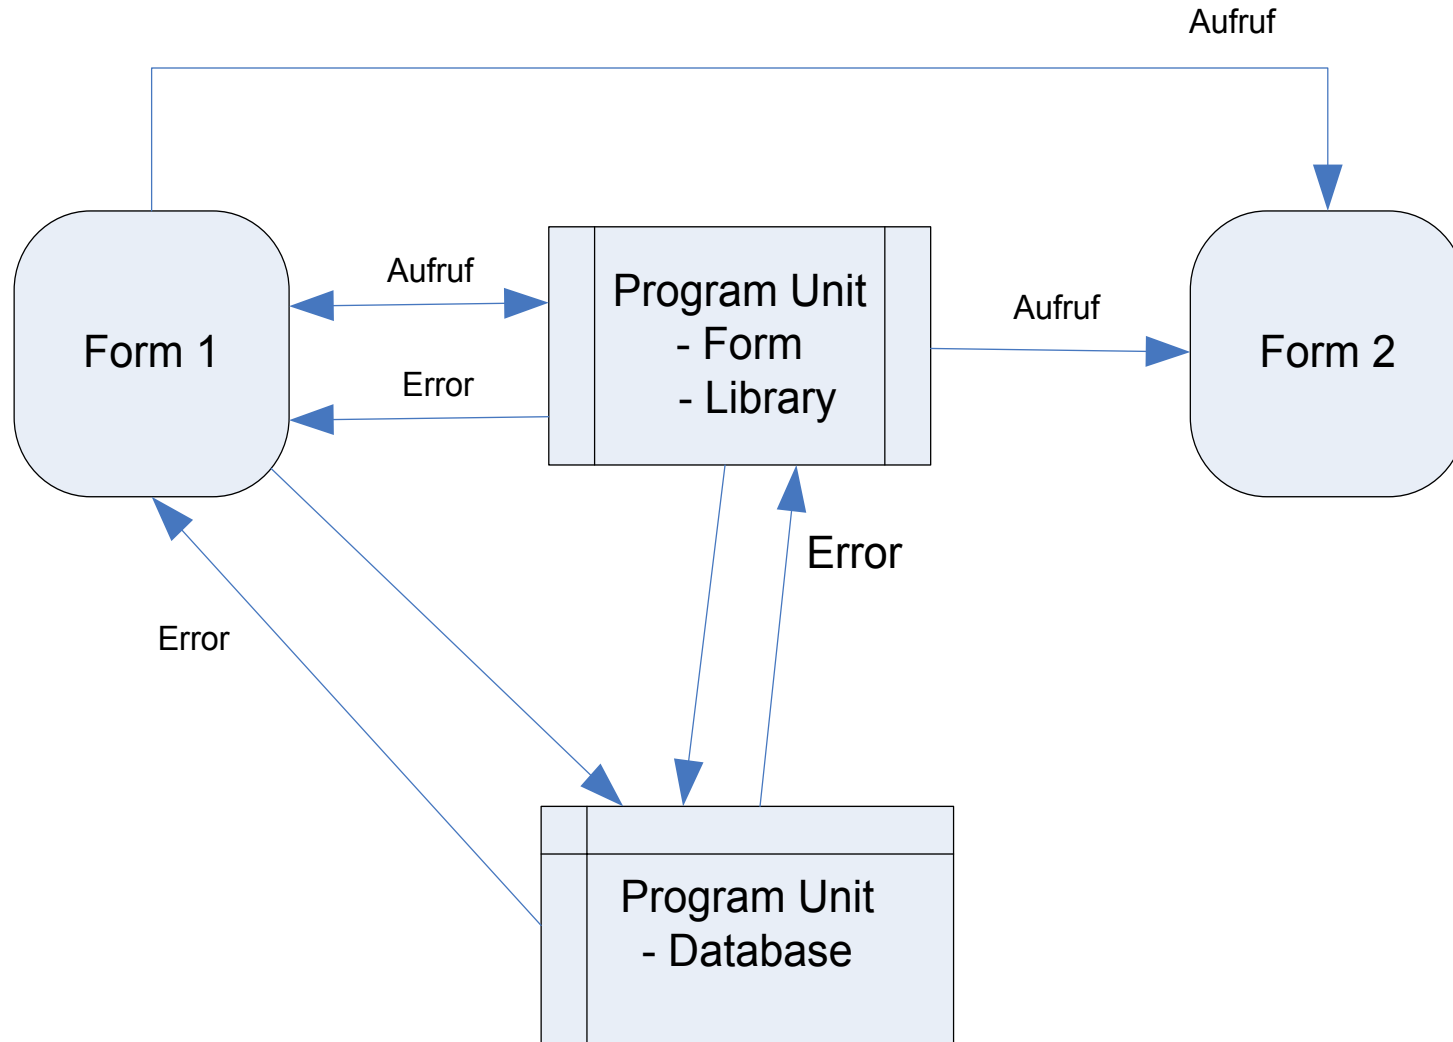 Aufruf
Aufruf
Program Unit
- Form
- Library
Aufruf
Form 1
Form 2
Error
Error
Error
Program Unit
- Database